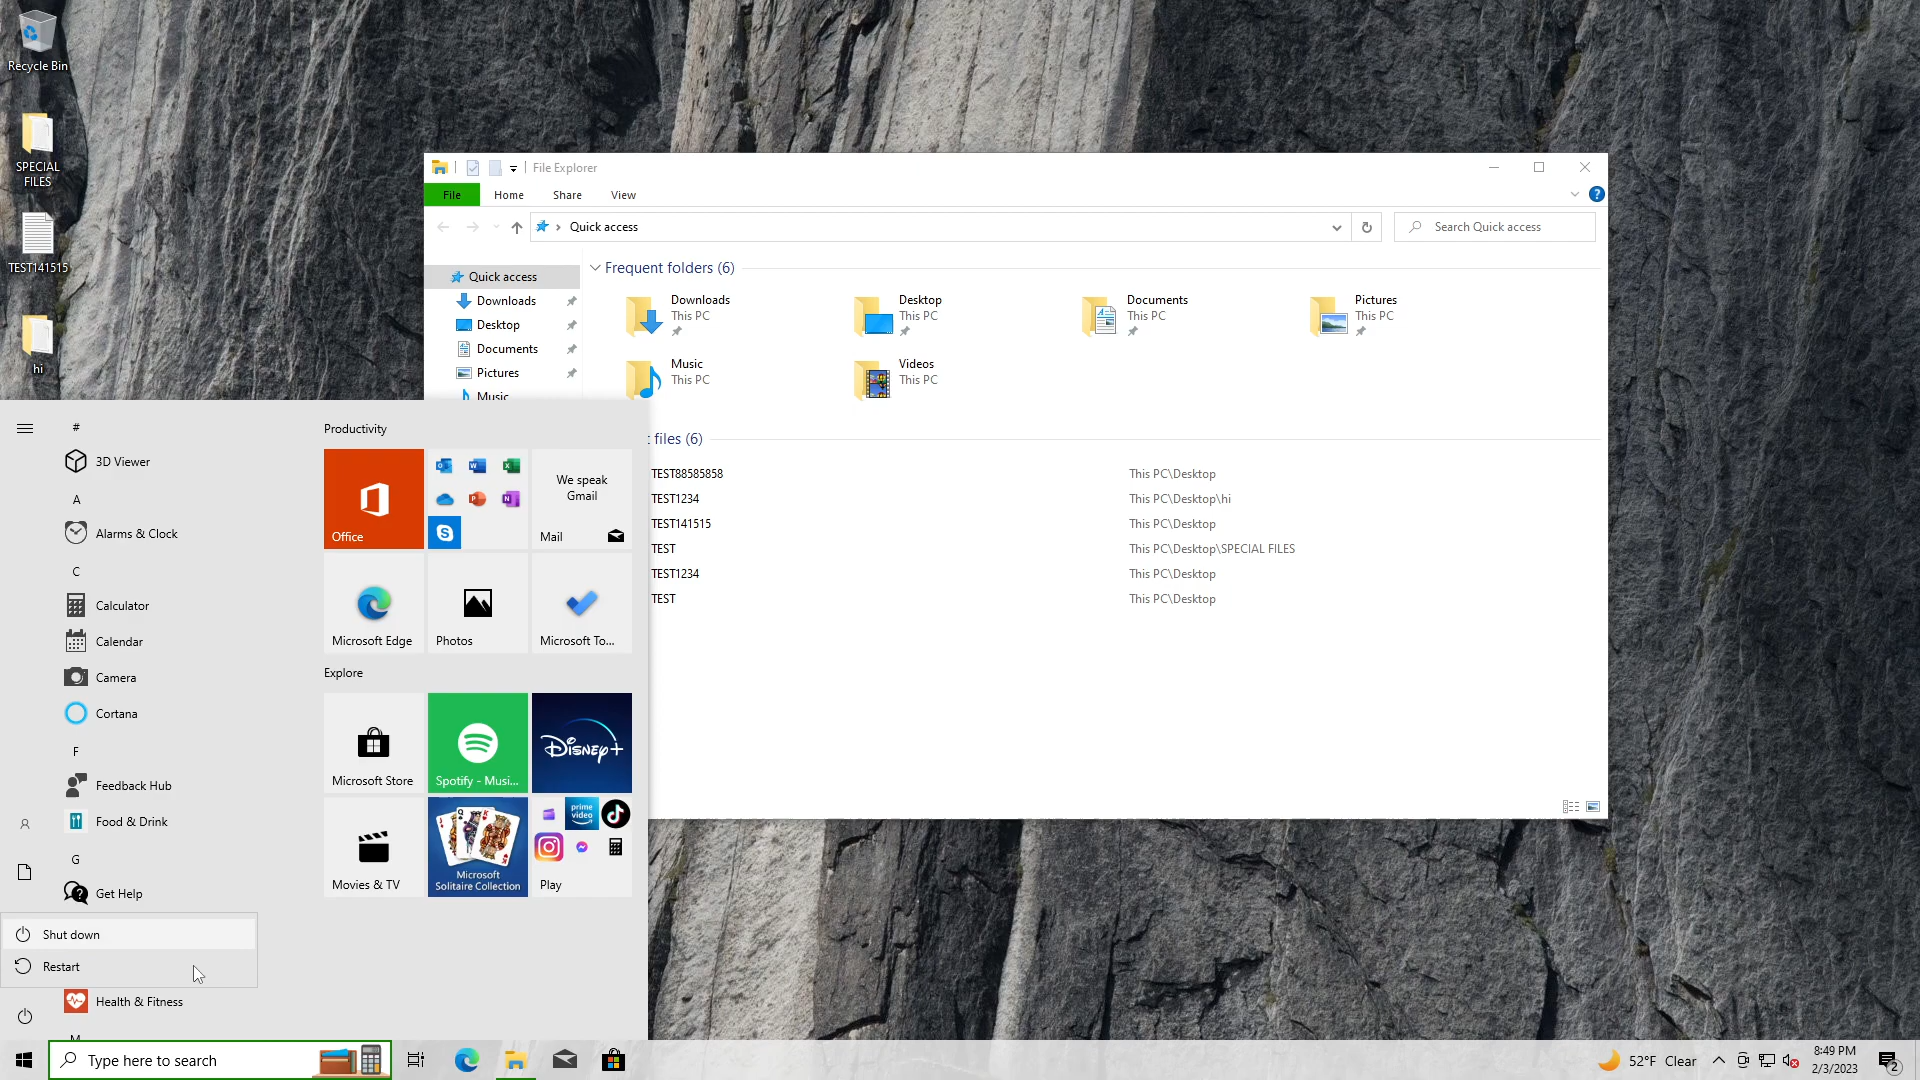 Recycle Bin
SPECIAL
FILES
TEST141515
hi
File Explorer
File
Home
Share
View
Quick access
Search Quick access
Quick access
Downloads
Desktop
Documents
Pictures
Music
Frequent folders (6)
Downloads
This PC
Desktop
This PC
Documents
This PC
Pictures
This PC
Music
This PC
Videos
This PC
files (6)
TEST88585858
This PC\Desktop
TEST1234
This PC\Desktop\hi
TEST141515
This PC\Desktop
TEST
This PC\Desktop\SPECIAL FILES
TEST1234
This PC\Desktop
TEST
This PC\Desktop
#
3D Viewer
A
Alarms & Clock
C
Calculator
Calendar
Camera
Cortana
F
Feedback Hub
Food & Drink
G
Get Help
Shut down
Restart
Health & Fitness
M
Productivity
Office
We speak
Gmail
Mail
Microsoft Edge
Photos
Microsoft To...
Explore
Microsoft Store
Spotify - Musi...
Disney+
Movies & TV
Microsoft
Solitaire Collection
prime
video
Play
Type here to search
52°F Clear
8:49 PM
2/3/2023
2